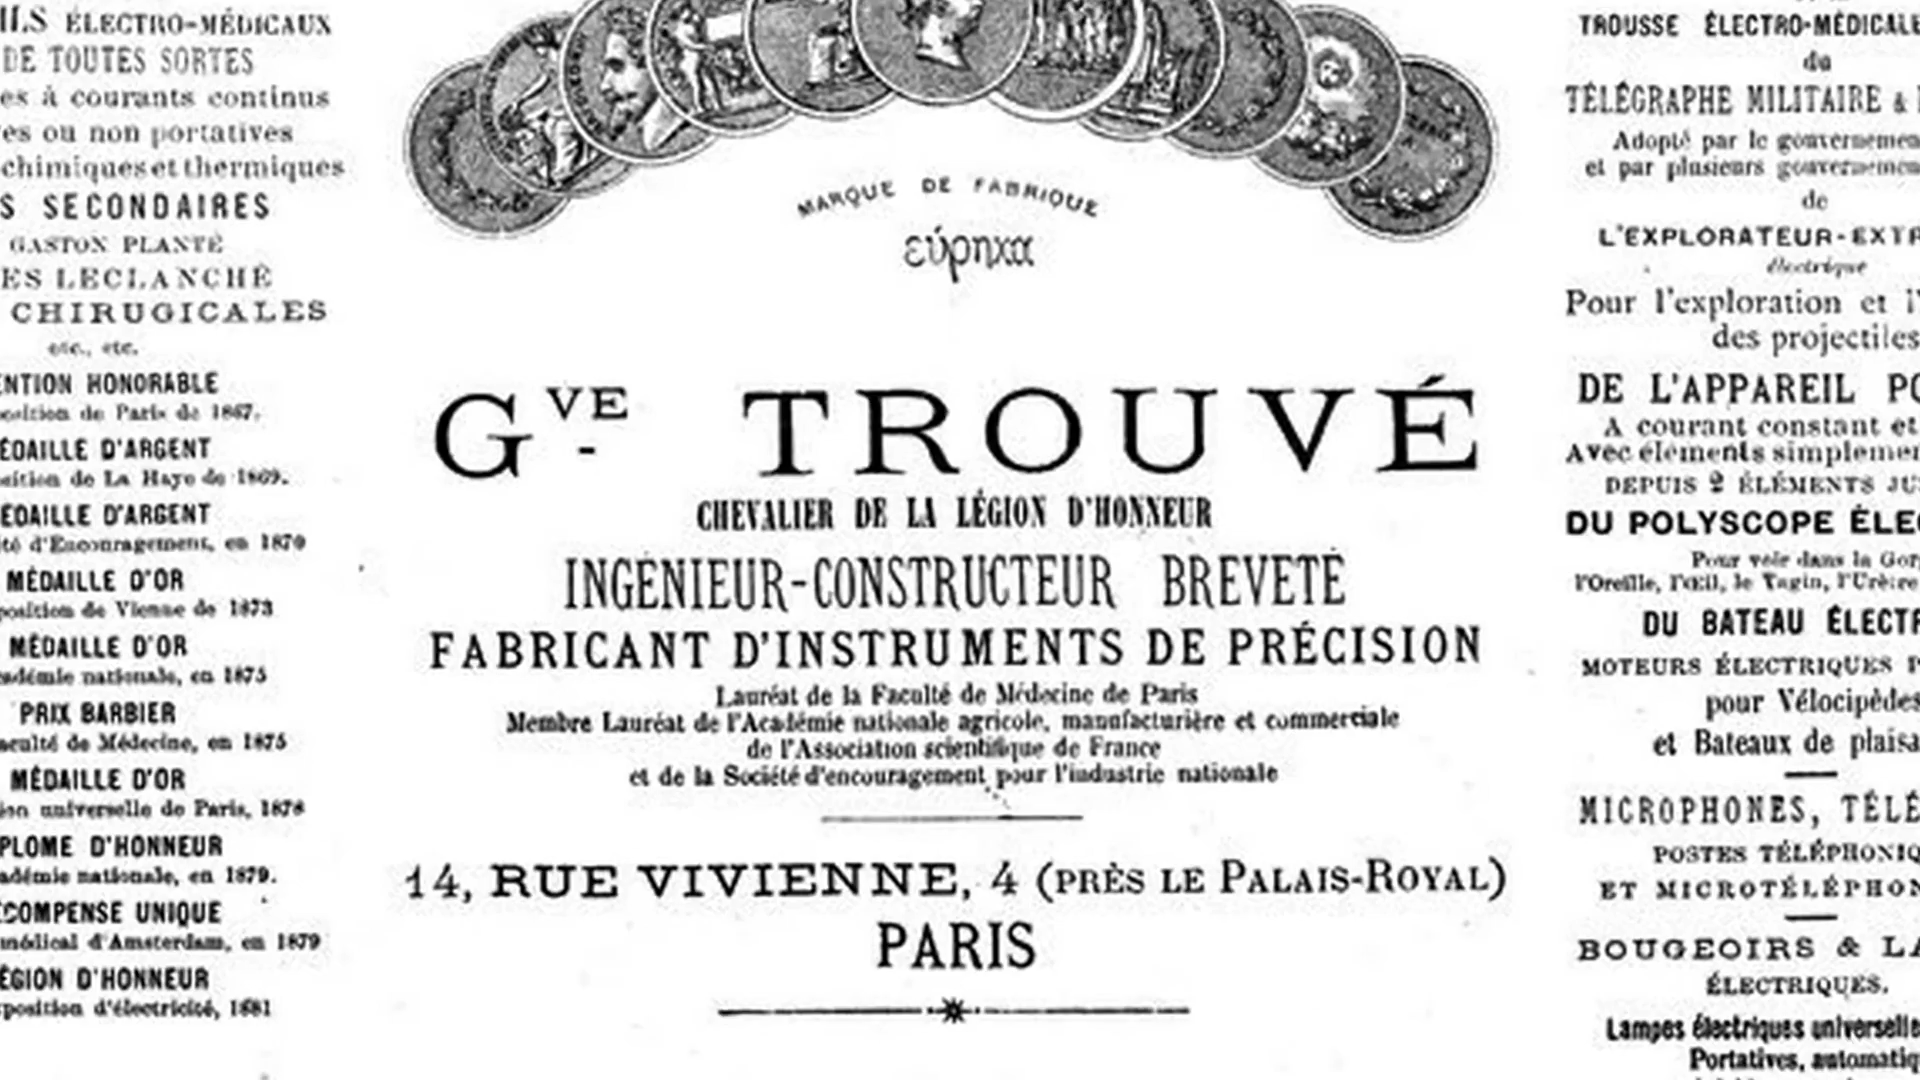 ILS ÉLECTRO-MÉDICAUX
DE TOUTES SORTES
es à courants continus
es ou non portatives
chimiques et thermiques
S SECONDAIRES
GASTON PLANTÉ
ES LECLANCHÉ
CHIRUGICALES
etc., etc.
ENTION HONORABLE
osition de Paris de 1867.
ÉDAILLE D'ARGENT
osition de La Haye de 1869.
ÉDAILLE D'ARGENT
té d'Encouragement, en 1870
MÉDAILLE D'OR
position de Vienne de 1873
MÉDAILLE D'OR
adémie nationale, en 1875
PRIX BARBIER
aculté de Médecine, en 1875
MÉDAILLE D'OR
ion universelle de Paris, 1878
PLOME D'HONNEUR
adémie nationale, en 1879.
COMPENSE UNIQUE
médical d'Amsterdam, en 1879
ÉGION D'HONNEUR
position d'électricité, 1881
MARQUE DE FABRIQUE
εύρηχα
GVE TROUVÉ
CHEVALIER DE LA LÉGION D'HONNEUR
INGÉNIEUR-CONSTRUCTEUR BREVETÉ
FABRICANT D'INSTRUMENTS DE PRÉCISION
Lauréat de la Faculté de Médecine de Paris
Membre Lauréat de l'Académie nationale agricole, manufacturière et commerciale
de l'Association scientifique de France
et de la Société d'encouragement pour l'industrie nationale
14, RUE VIVIENNE, 4 (PRÈS LE PALAIS-ROYAL)
PARIS
TROUSSE ÉLECTRO-MÉDICALE
du
TÉLÉGRAPHE MILITAIRE &
Adopté par le gouvernemen
et par plusieurs gouvernemen
de
L'EXPLORATEUR-EXTR
électrique
Pour l'exploration et l'
des projectiles
DE L'APPAREIL PO
A courant constant et
Avec éléments simplemen
DEPUIS 2 ÉLÉMENTS JU
DU POLYSCOPE ÉLEC
Pour voir dans la Gor
l'Oreille, l'Œil, le Vagin, l'Urètre
DU BATEAU ÉLECTR
MOTEURS ÉLECTRIQUES P
pour Vélocipèdes
et Bateaux de plaisa
MICROPHONES, TÉLÉ
POSTES TÉLÉPHONIQ
ET MICROTÉLÉPHON
BOUGEOIRS & LA
ÉLECTRIQUES.
Lampes électriques universelle
Portatives, automatiq